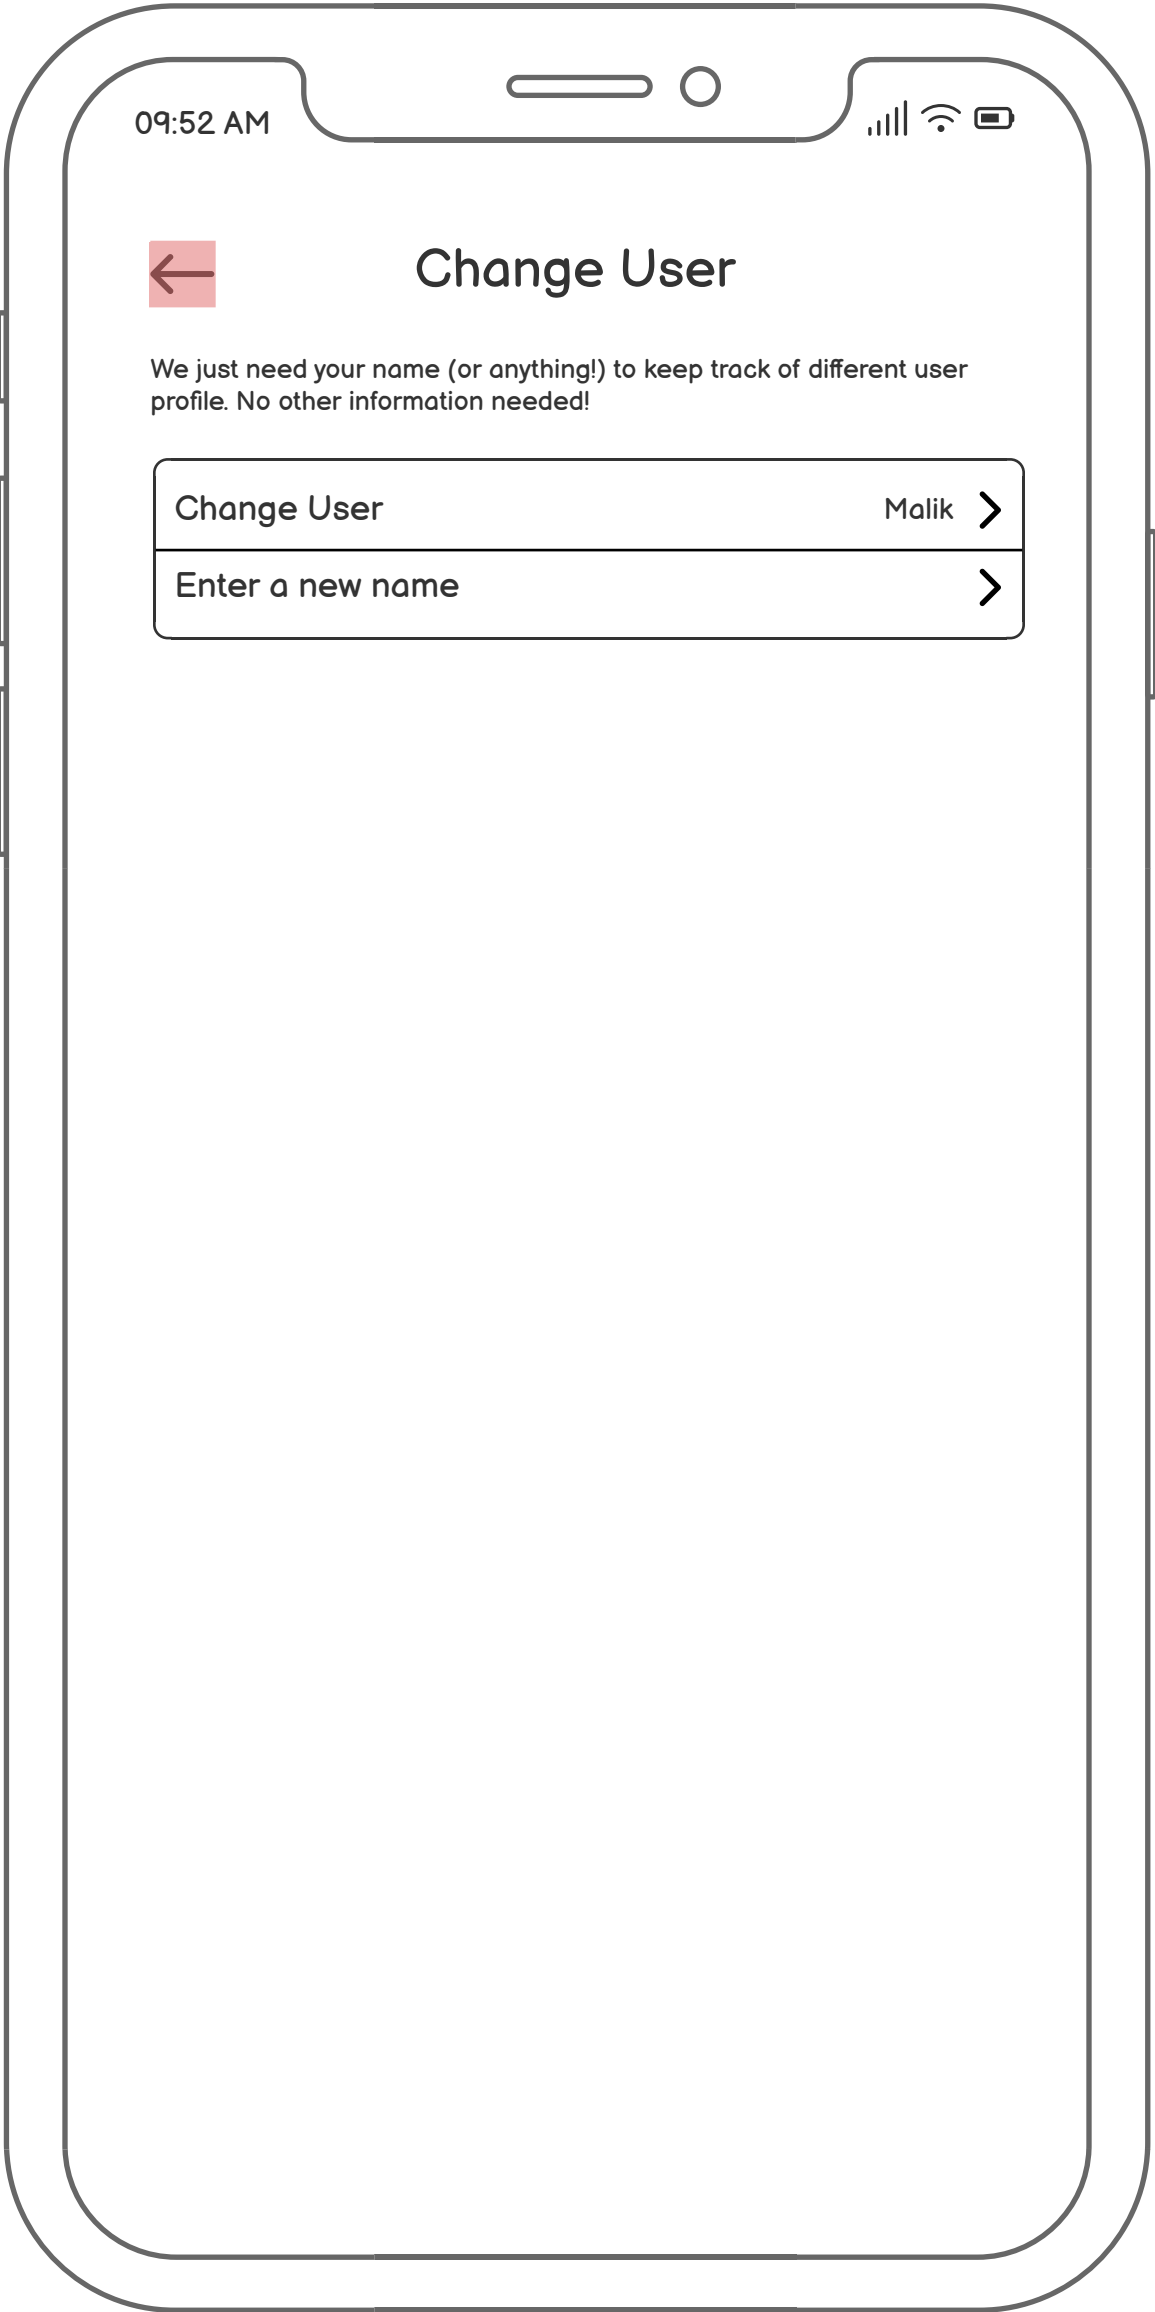 09:52 AM
Change User
We just need your name (or anything!) to keep track of different user
profile. No other information needed!
Change User Malik
Enter a new name